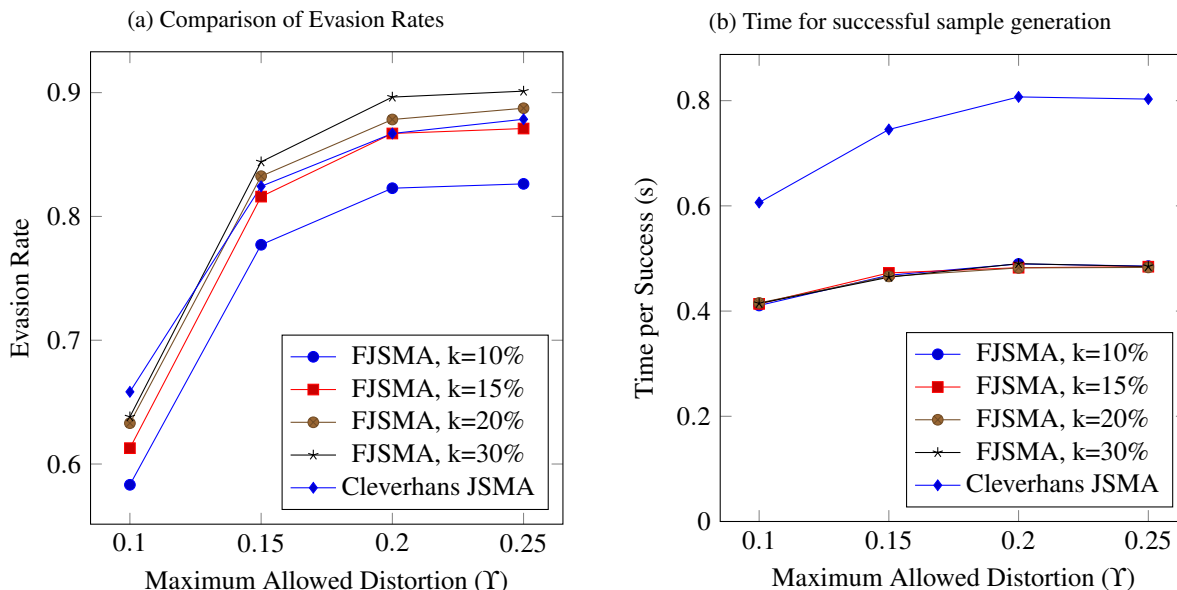 (a) Comparison of Evasion Rates
0.9
0.8
0.7
0.6
Evasion Rate
FJSMA, k=10%
FJSMA, k=15%
FJSMA, k=20%
FJSMA, k=30%
Cleverhans JSMA
0.1 0.15 0.2 0.25
Maximum Allowed Distortion (ϒ)
(b) Time for successful sample generation
0.8
0.6
0.4
0.2
0
Time per Success (s)
FJSMA, k=10%
FJSMA, k=15%
FJSMA, k=20%
FJSMA, k=30%
Cleverhans JSMA
0.1 0.15 0.2 0.25
Maximum Allowed Distortion (ϒ)